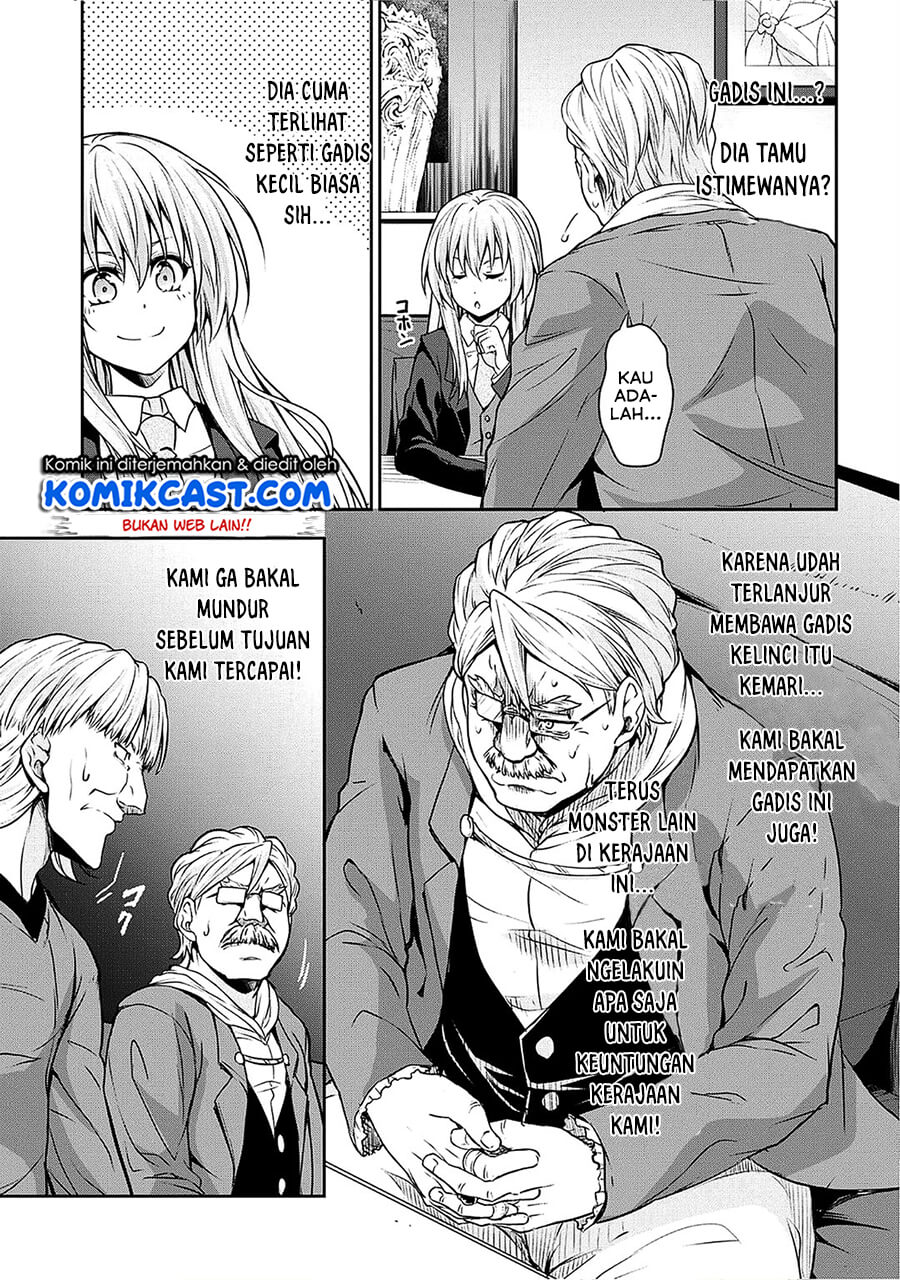 GADIS INI...?
DIA TAMU
ISTIMEWANYA?
コホン
KAU
ADA-
LAH...
DIA CUMA
TERLIHAT
SEPERTI GADIS
KECIL BIASA
SIH...
Komik ini diterjemahkan & diedit oleh
KOMIKCAST.COM
BUKAN WEB LAIN!!
KARENA UDAH
TERLANJUR
MEMBAWA GADIS
KELINCI ITU
KEMARI...
KAMI BAKAL
MENDAPATKAN
GADIS INI
JUGA!
TERUS
MONSTER LAIN
DI KERAJAAN
INI...
KAMI BAKAL
NGELAKUIN
APA SAJA
UNTUK
KEUNTUNGAN
KERAJAAN
KAMI!
KAMI GA BAKAL
MUNDUR
SEBELUM TUJUAN
KAMI TERCAPAI!